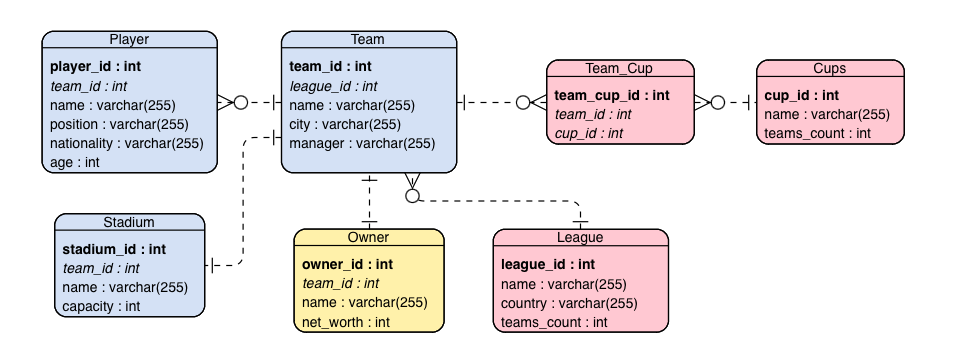 Player
player_id : int
team_id : int
name : varchar(255)
position : varchar(255)
nationality : varchar(255)
age : int
Team
team_id : int
league_id : int
name : varchar(255)
city : varchar(255)
manager : varchar(255)
Team_Cup
team_cup_id : int
team_id : int
cup_id : int
Cups
cup_id : int
name : varchar(255)
teams_count : int
Stadium
stadium_id : int
team_id : int
name : varchar(255)
capacity : int
Owner
owner_id : int
team_id : int
name : varchar(255)
net_worth : int
League
league_id : int
name : varchar(255)
country : varchar(255)
teams_count : int